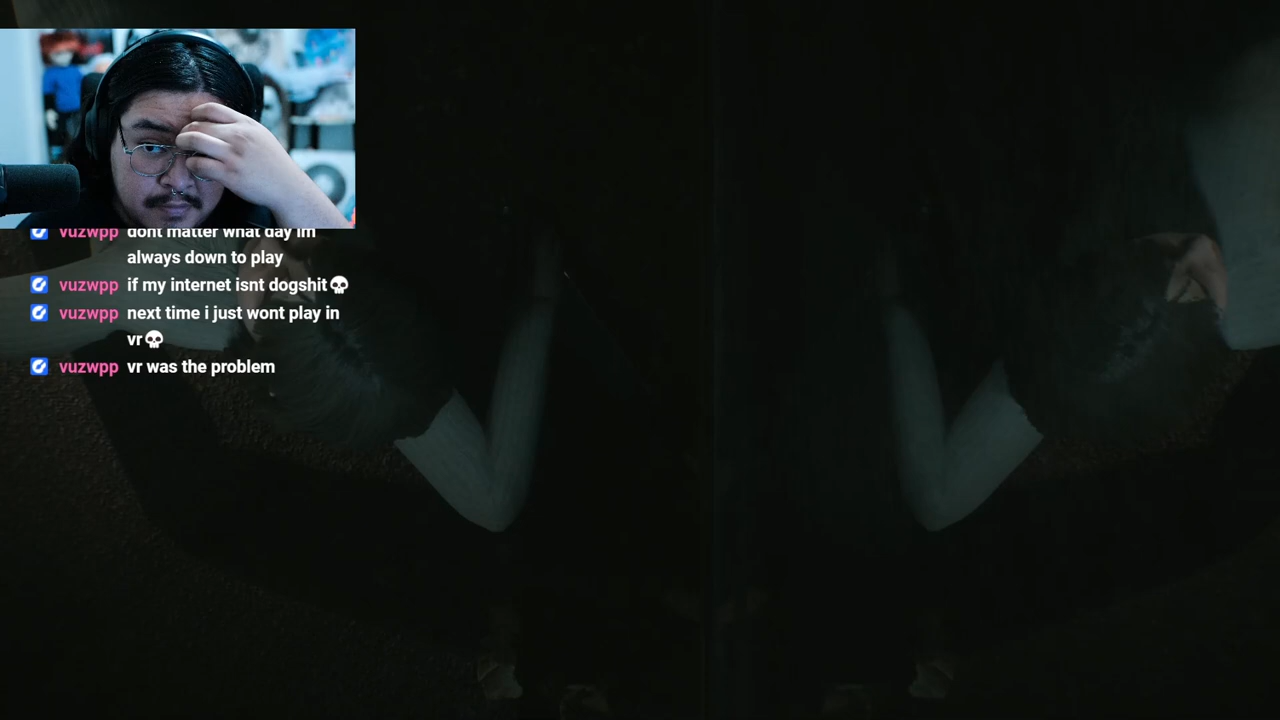 vuzwpp dont matter what day im
always down to play
vuzwpp if my internet isnt dogshit💀
vuzwpp next time i just wont play in
vr💀
vuzwpp vr was the problem